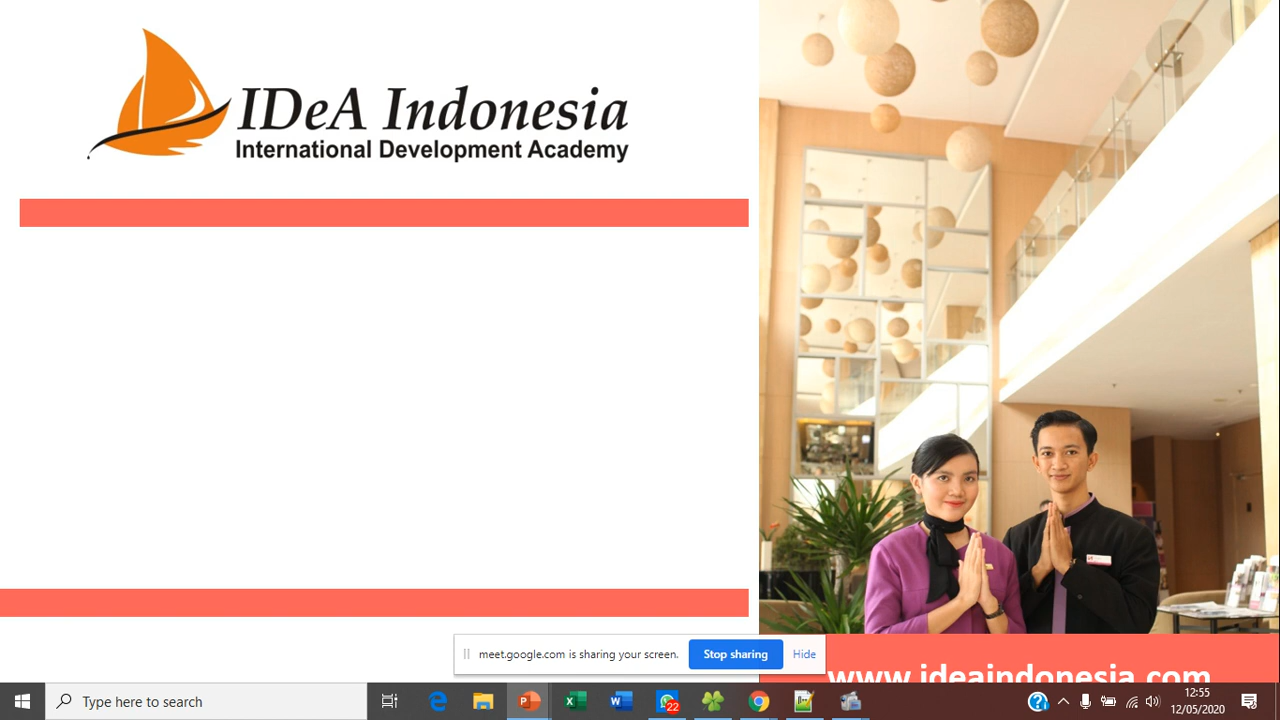 IDeA Indonesia
International Development Academy
meet.google.com is sharing your screen.
Stop sharing
Hide
www.ideaindonesia.com
Type here to search
22
12:55
12/05/2020